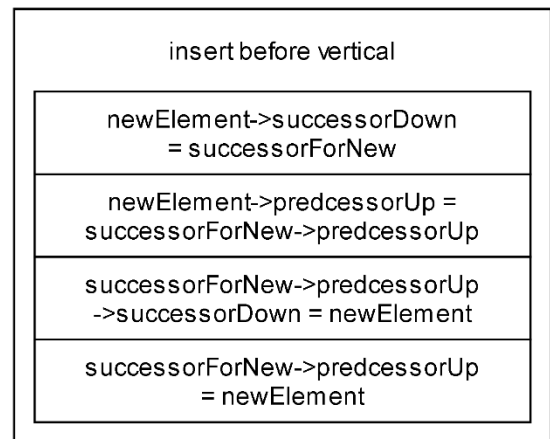 insert before vertical
newElement->successorDown
= successorForNew
newElement->predcessorUp =
successorForNew->predcessorUp
successorForNew->predcessorUp
->successorDown = newElement
successorForNew->predcessorUp
= newElement